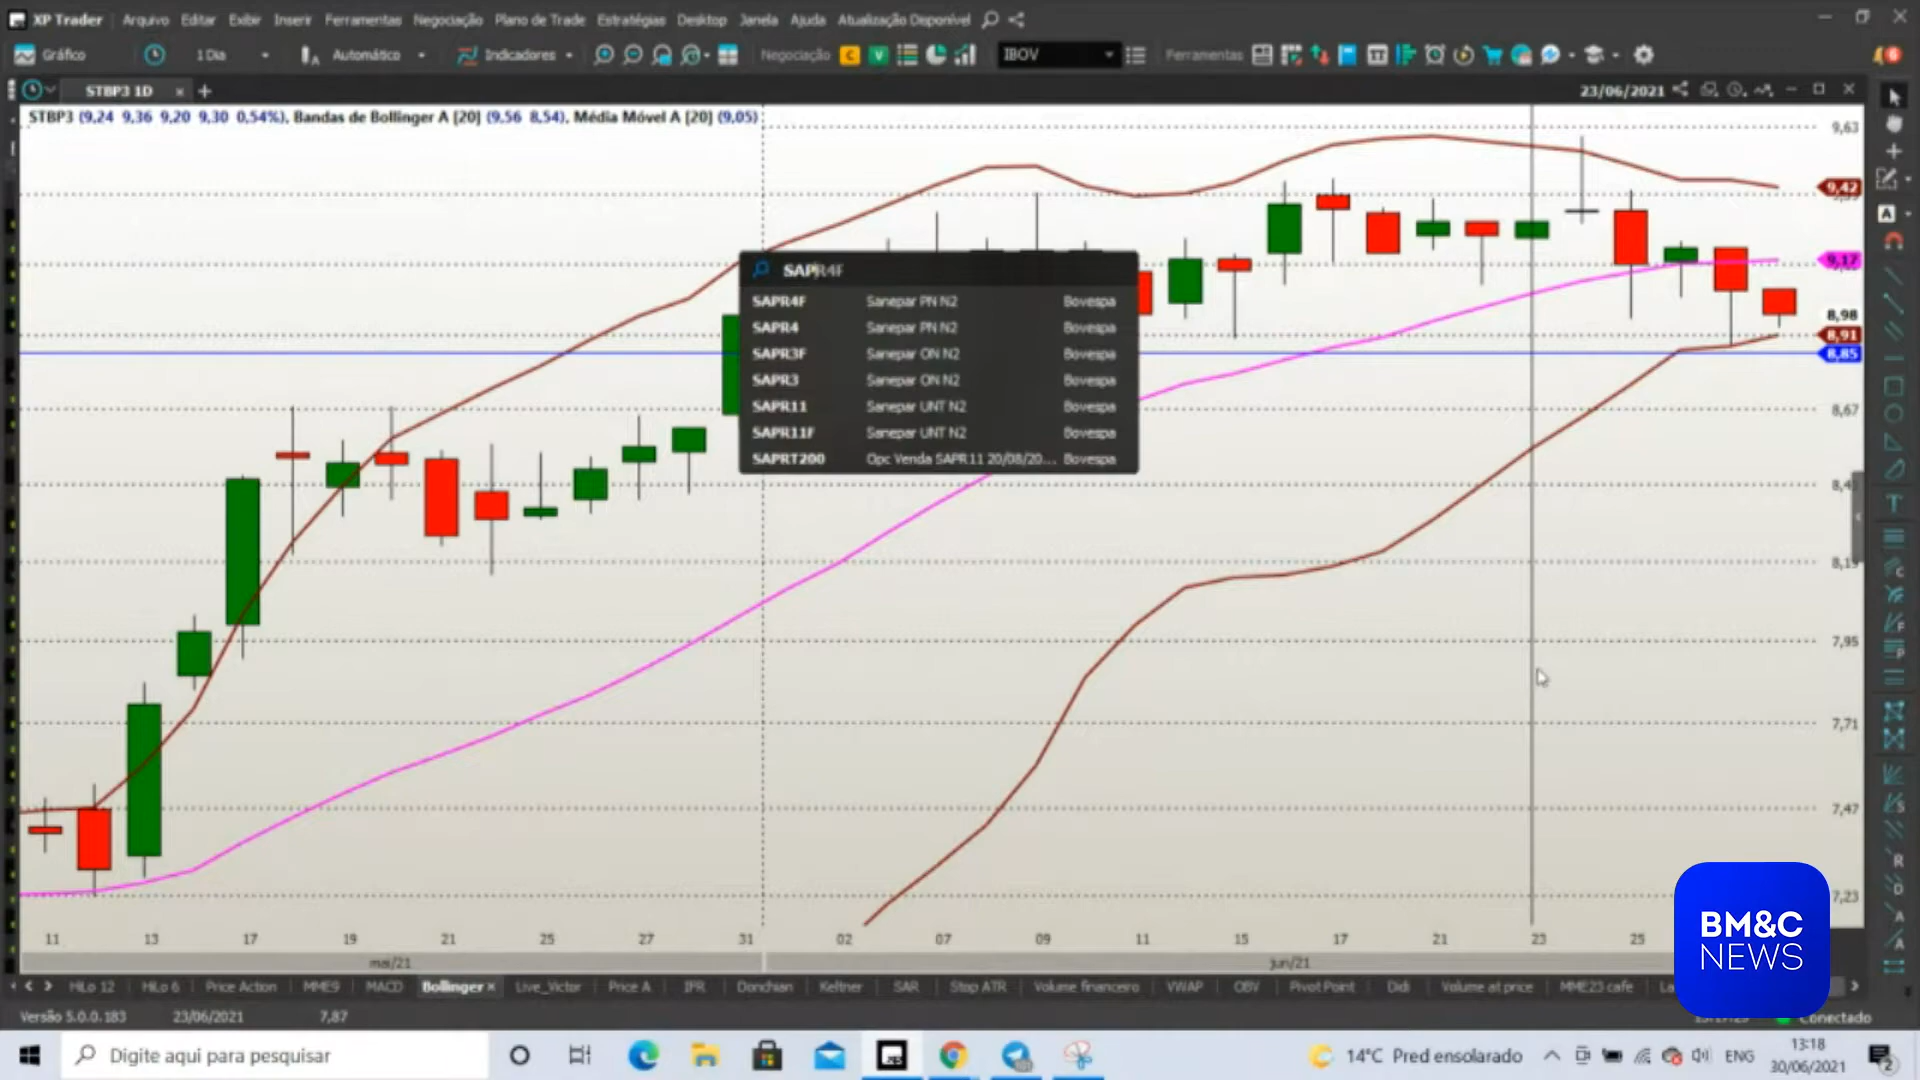 XP Trader Arquivo Editar Exibir Inserir Ferramentas Negociação Plano de Trade Estratégias Desktop Janela Ajuda Atualização Disponível
Gráfico 1 Dia Automático Indicadores Negociação C V IBOV Ferramentas 6
STBP3 1D × + 23/06/2021
STBP3 (9,24 9,36 9,20 9,30 0,54%), Bandas de Bollinger A [20] (9,56 8,54), Média Móvel A [20] (9,05)
9,63
9,42
9,17
8,98
8,91
8,85
8,67
7,95
7,71
7,47
7,23
SAPR4F
SAPR4F Sanepar PN N2 Bovespa
SAPR4 Sanepar PN N2 Bovespa
SAPR3F Sanepar ON N2 Bovespa
SAPR3 Sanepar ON N2 Bovespa
SAPR11 Sanepar UNT N2 Bovespa
SAPR11F Sanepar UNT N2 Bovespa
SAPRT200 Opc Venda SAPR11 20/08/20... Bovespa
11 13 17 19 21 25 27 31 02 07 09 11 15 17 21 23 25
mai/21 jun/21
BM&C
NEWS
HiLo 12 HiLo 6 Price Action MME9 MACD Bollinger × Live_Victor Price A IFR Donchian Keltner SAR Stop ATR Volume financeiro VWAP OBV Pivot Point Didi Volume at price MME23 cafe
Versão 5.0.0.183 23/06/2021 7,87 Conectado
Digite aqui para pesquisar 14°C Pred ensolarado ENG 13:18
30/06/2021 2